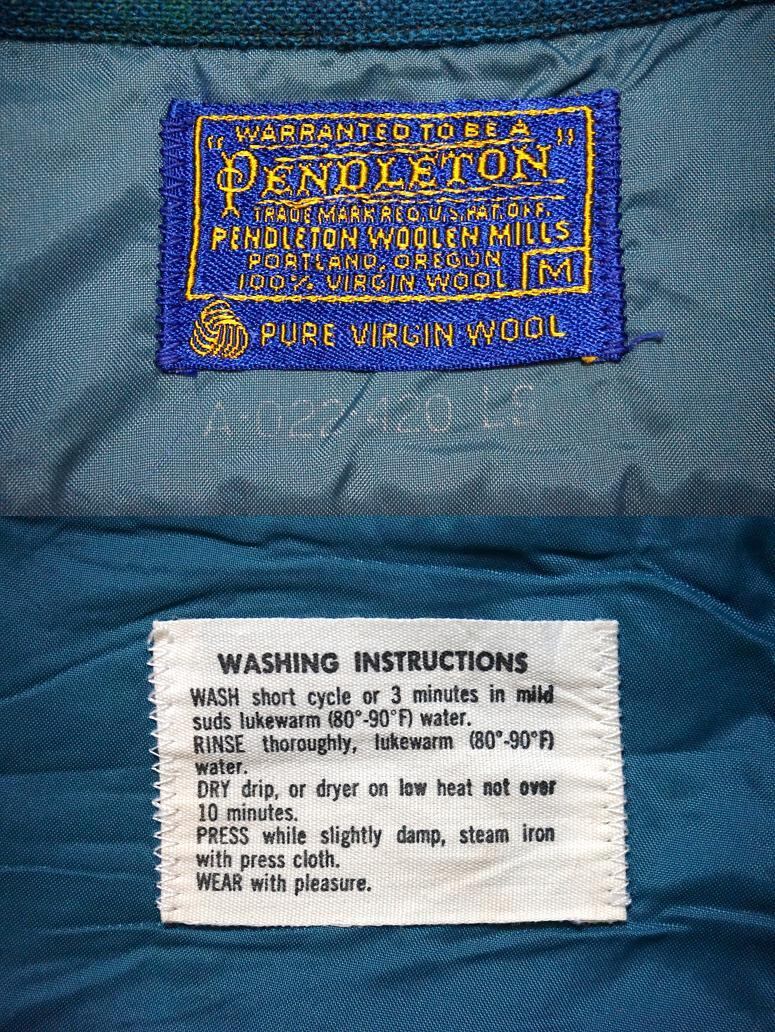 "WARRANTED TO BE A"
PENDLETON
TRADE MARK REG. U.S. PAT. OFF.
PENDLETON WOOLEN MILLS
PORTLAND, OREGON
100% VIRGIN WOOL M
PURE VIRGIN WOOL
A-022 420 LS
WASHING INSTRUCTIONS
WASH short cycle or 3 minutes in mild
suds lukewarm (80°-90°F) water.
RINSE thoroughly, lukewarm (80°-90°F)
water.
DRY drip, or dryer on low heat not over
10 minutes.
PRESS while slightly damp, steam iron
with press cloth.
WEAR with pleasure.